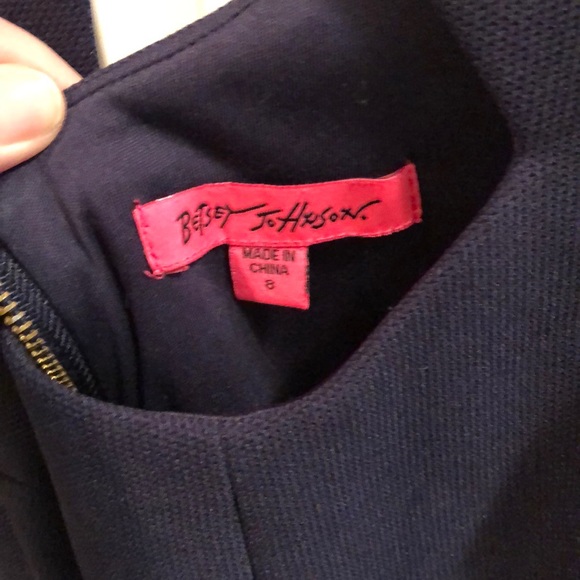 BETSEY JOHNSON.
MADE IN
CHINA
8